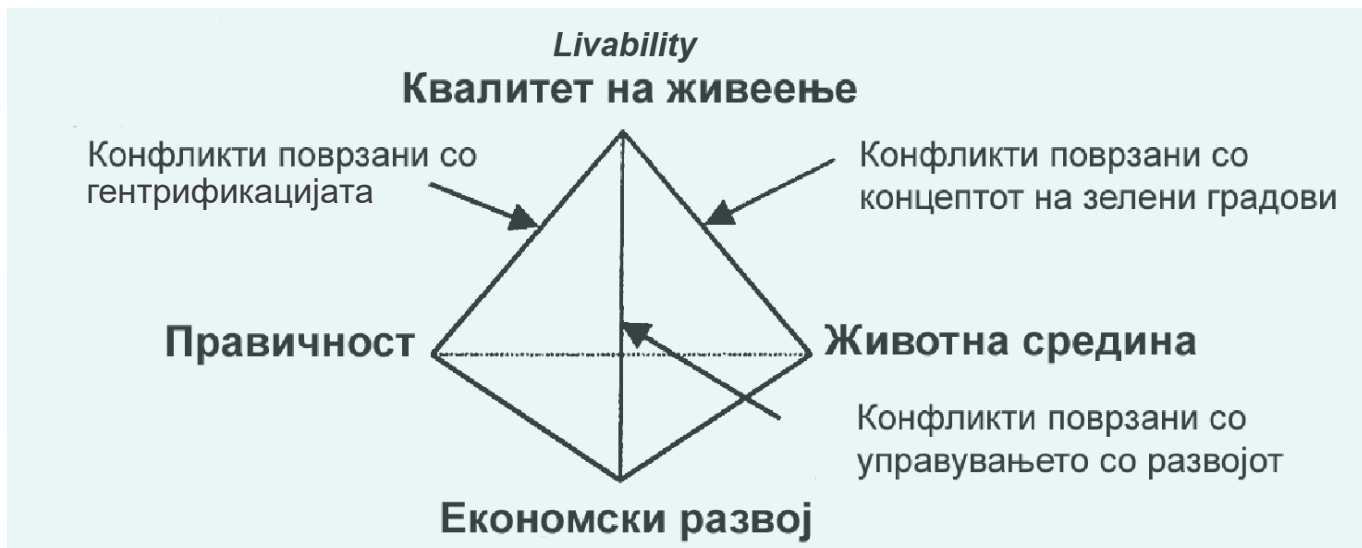 Livability
Квалитет на живеење
Конфликти поврзани со
гентрификацијата
Конфликти поврзани со
концептот на зелени градови
Правичност
Животна средина
Конфликти поврзани со
управувањето со развојот
Економски развој